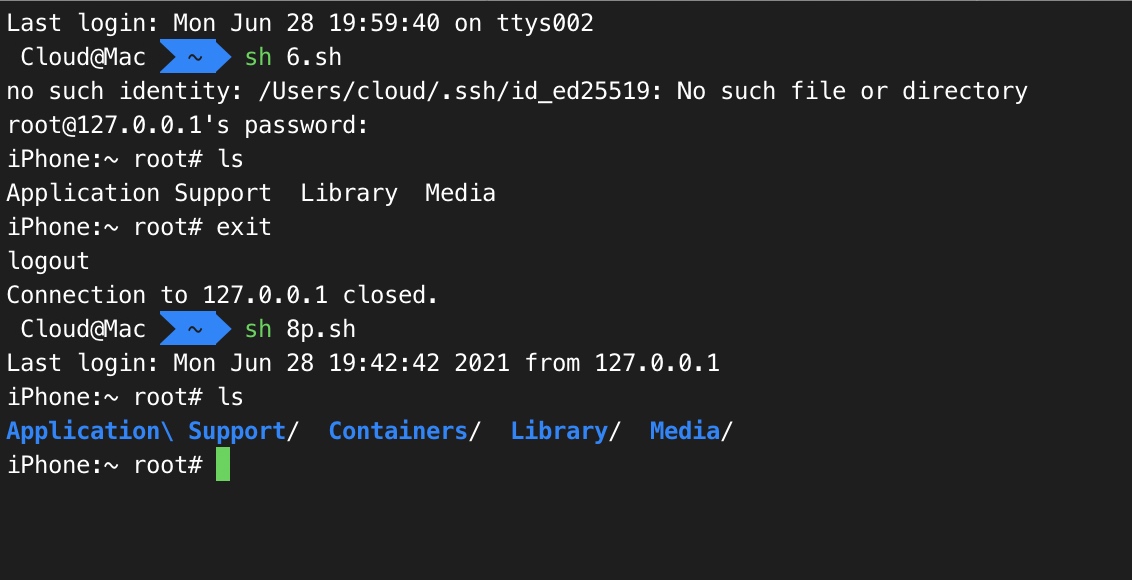 Last login: Mon Jun 28 19:59:40 on ttys002
Cloud@Mac ~ sh 6.sh
no such identity: /Users/cloud/.ssh/id_ed25519: No such file or directory
root@127.0.0.1's password:
iPhone:~ root# ls
Application Support  Library  Media
iPhone:~ root# exit
logout
Connection to 127.0.0.1 closed.
Cloud@Mac ~ sh 8p.sh
Last login: Mon Jun 28 19:42:42 2021 from 127.0.0.1
iPhone:~ root# ls
Application\ Support/  Containers/  Library/  Media/
iPhone:~ root#